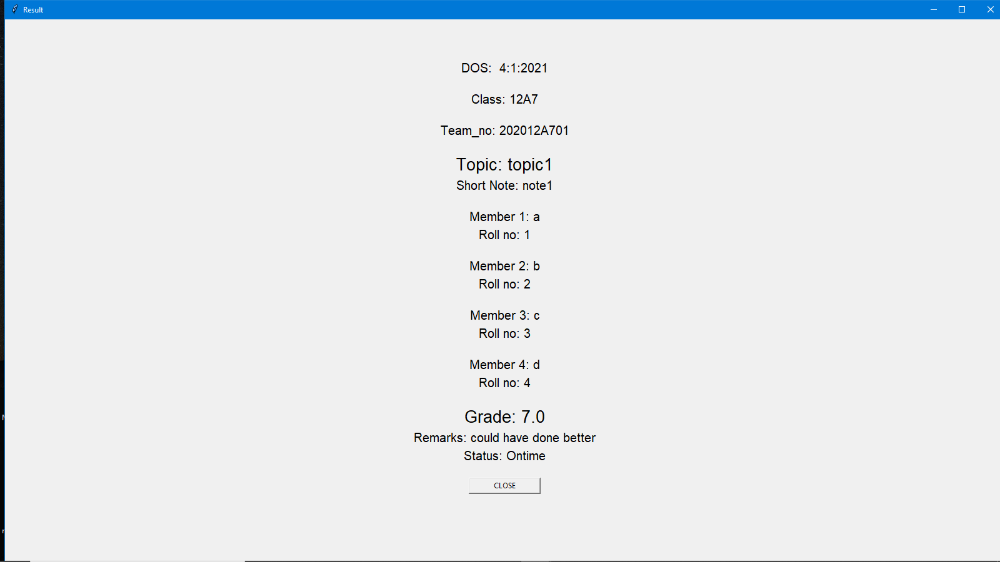 Result
DOS:  4:1:2021
Class: 12A7
Team_no: 202012A701
Topic: topic1
Short Note: note1
Member 1: a
Roll no: 1
Member 2: b
Roll no: 2
Member 3: c
Roll no: 3
Member 4: d
Roll no: 4
Grade: 7.0
Remarks: could have done better
Status: Ontime
CLOSE